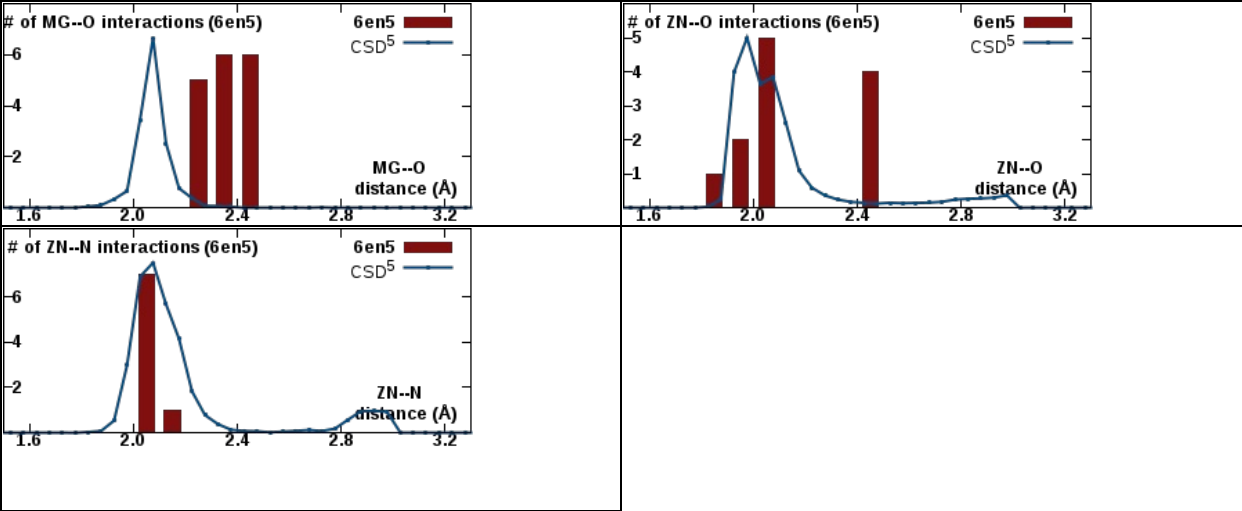 # of MG--O interactions (6en5)
6en5
CSD5
6
4
2
MG--O
distance (Å)
1.6 2.0 2.4 2.8 3.2
# of ZN--O interactions (6en5)
6en5
CSD5
5
4
3
2
1
ZN--O
distance (Å)
1.6 2.0 2.4 2.8 3.2
# of ZN--N interactions (6en5)
6en5
CSD5
6
4
2
ZN--N
distance (Å)
1.6 2.0 2.4 2.8 3.2